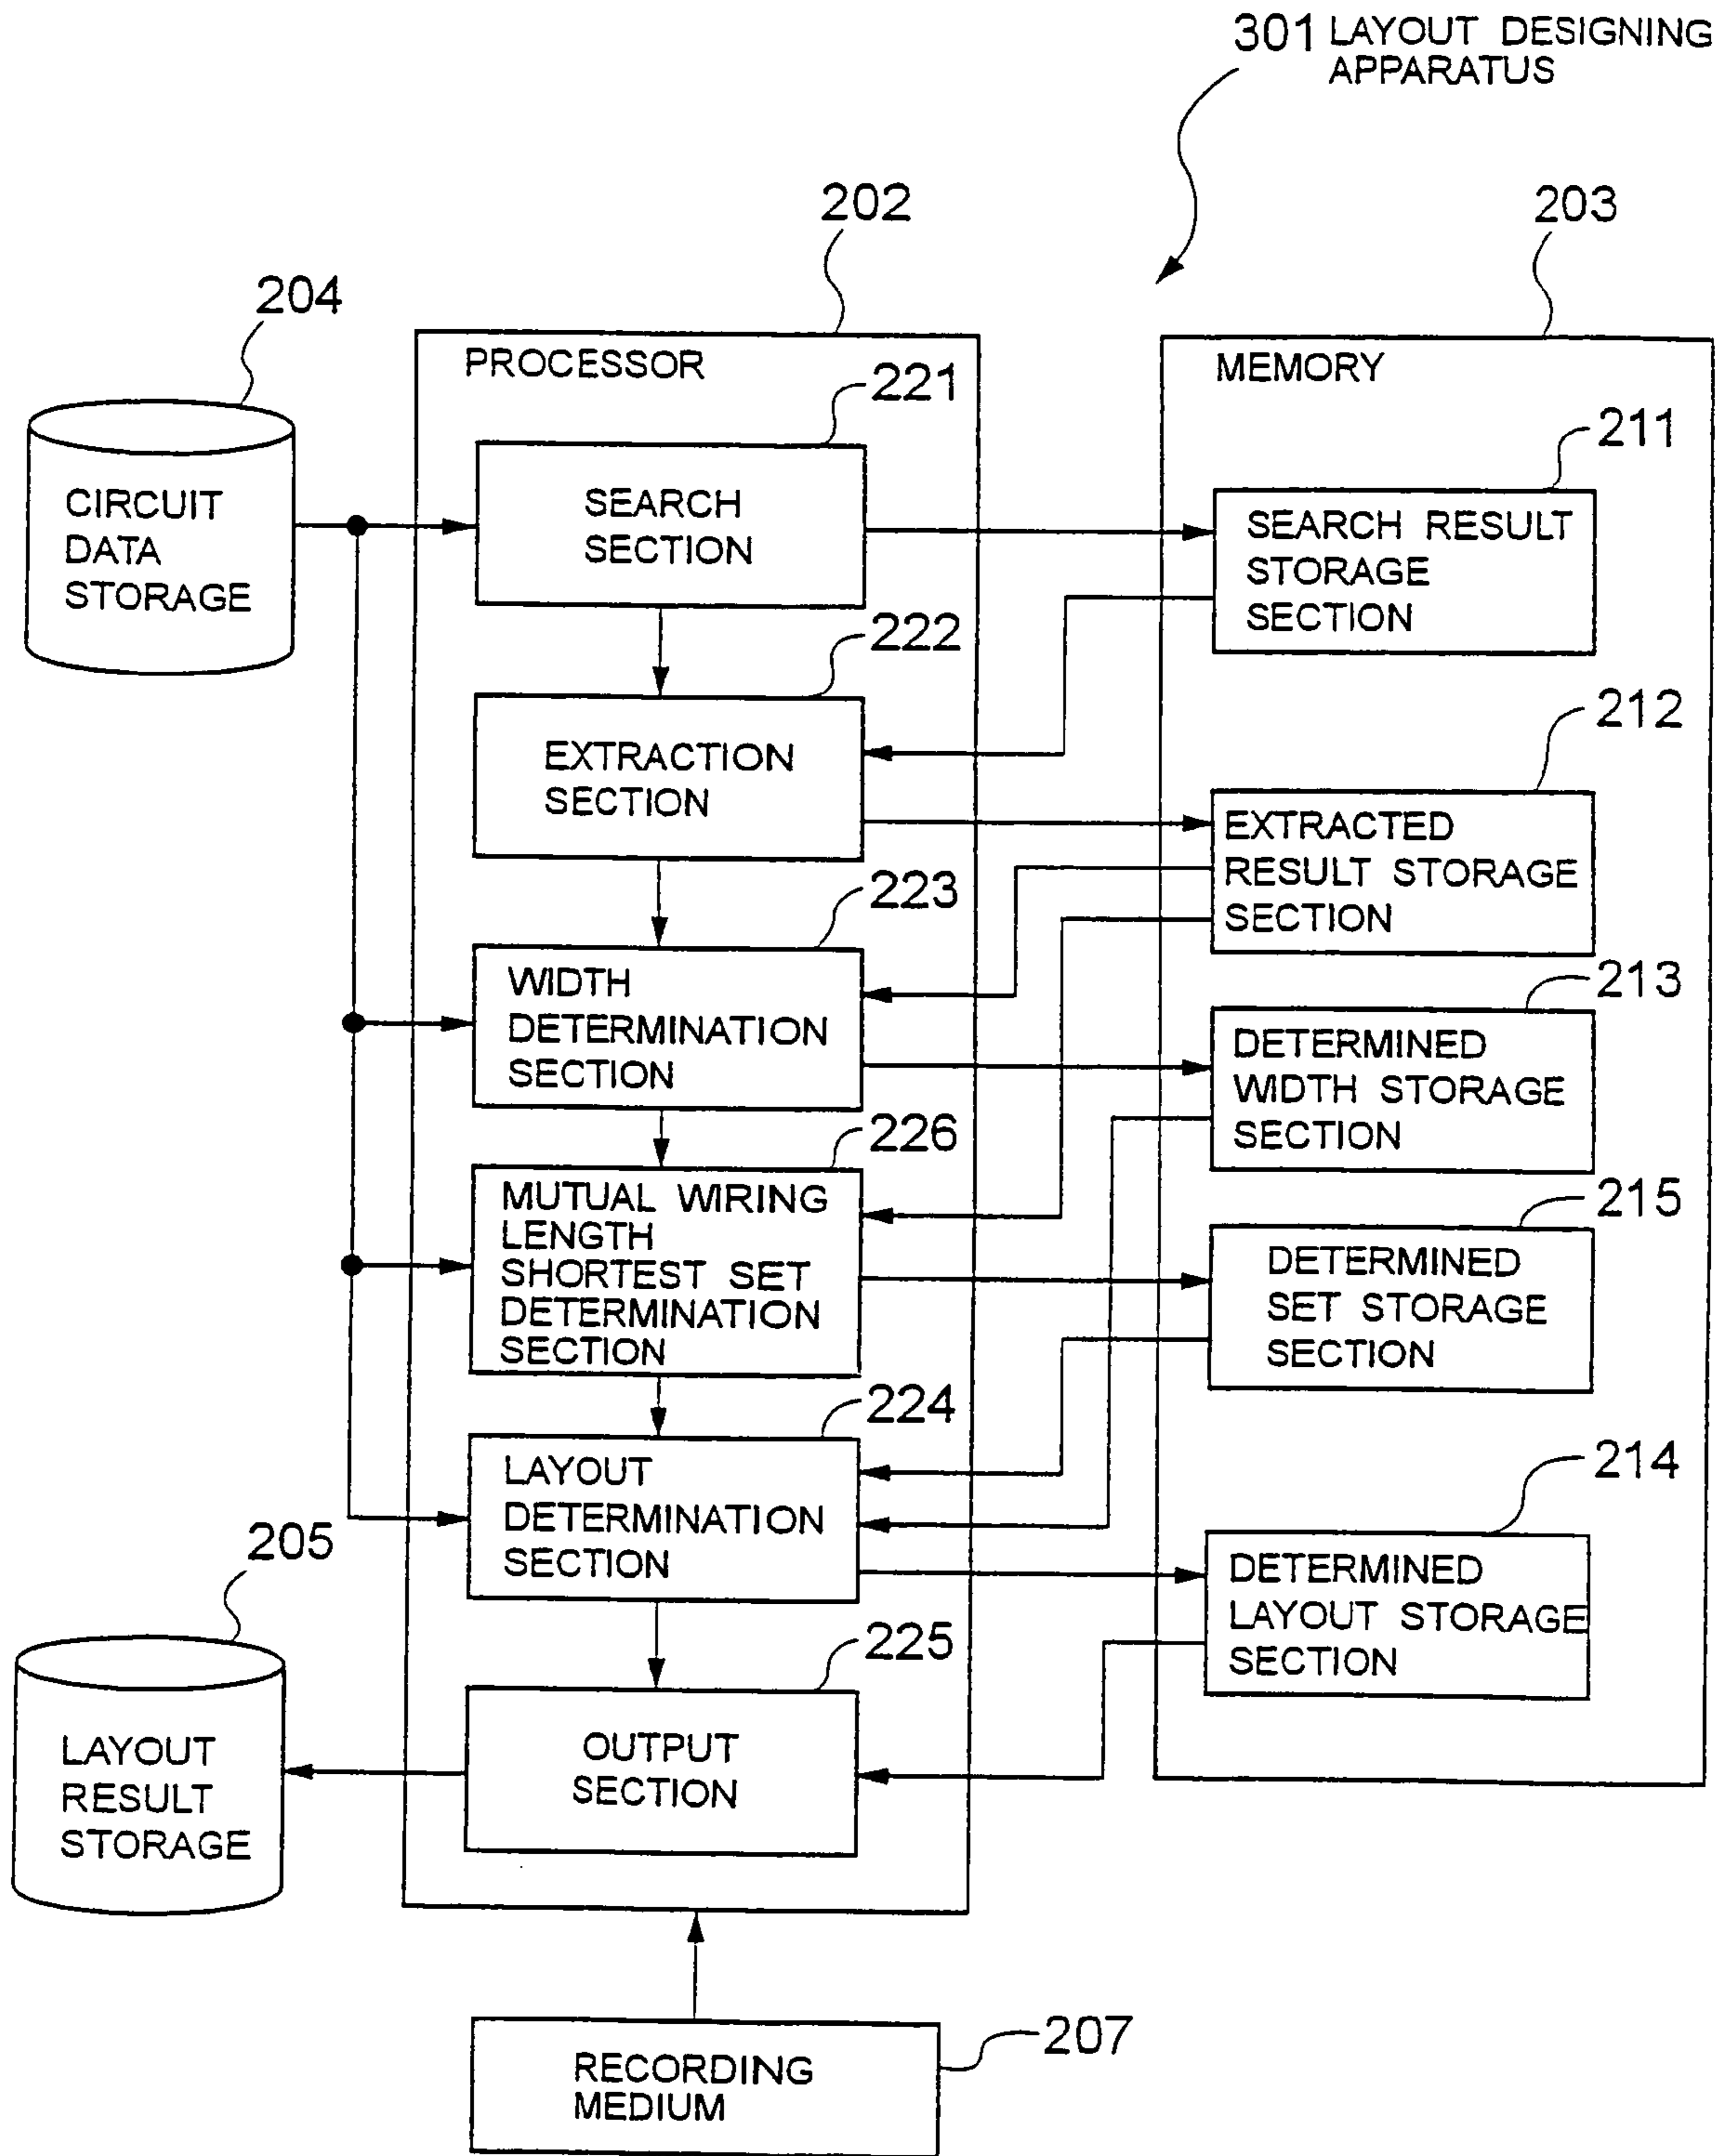 301 LAYOUT DESIGNING
APPARATUS
202
203
204
PROCESSOR
MEMORY
221
211
CIRCUIT
DATA
STORAGE
SEARCH
SECTION
SEARCH RESULT
STORAGE
SECTION
222
212
EXTRACTION
SECTION
EXTRACTED
RESULT STORAGE
SECTION
223
213
WIDTH
DETERMINATION
SECTION
DETERMINED
WIDTH STORAGE
SECTION
226
215
MUTUAL WIRING
LENGTH
SHORTEST SET
DETERMINATION
SECTION
DETERMINED
SET STORAGE
SECTION
224
214
LAYOUT
DETERMINATION
SECTION
DETERMINED
LAYOUT STORAGE
SECTION
205
225
LAYOUT
RESULT
STORAGE
OUTPUT
SECTION
207
RECORDING
MEDIUM